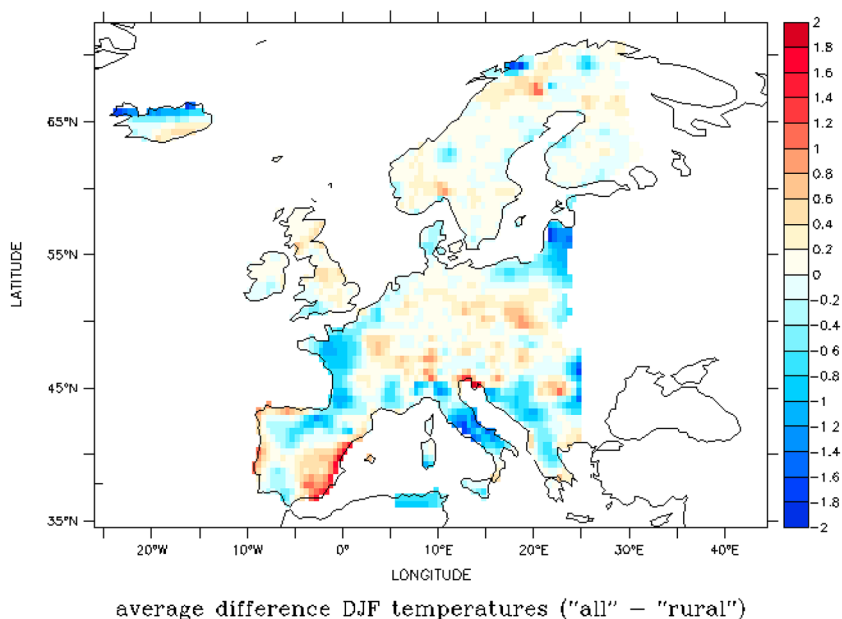 2
1.8
1.6
1.4
1.2
1
0.8
0.6
0.4
0.2
0
−0.2
−0.4
−0.6
−0.8
−1
−1.2
−1.4
−1.6
−1.8
−2
65°N
55°N
45°N
35°N
LATITUDE
20°W 10°W 0° 10°E 20°E 30°E 40°E
LONGITUDE
average difference DJF temperatures ("all" − "rural")